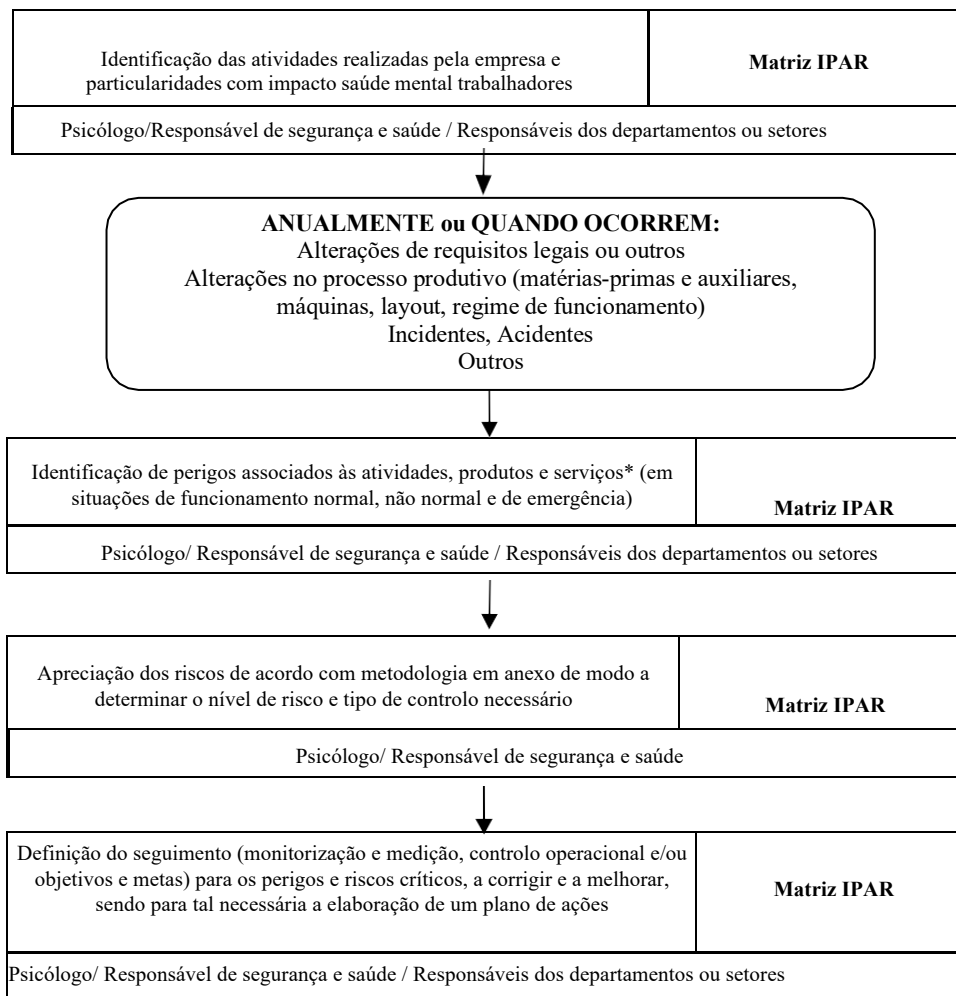 Identificação das atividades realizadas pela empresa e
particularidades com impacto saúde mental trabalhadores
Matriz IPAR
Psicólogo/Responsável de segurança e saúde / Responsáveis dos departamentos ou setores
ANUALMENTE ou QUANDO OCORREM:
Alterações de requisitos legais ou outros
Alterações no processo produtivo (matérias-primas e auxiliares,
máquinas, layout, regime de funcionamento)
Incidentes, Acidentes
Outros
Identificação de perigos associados às atividades, produtos e serviços* (em
situações de funcionamento normal, não normal e de emergência)
Matriz IPAR
Psicólogo/ Responsável de segurança e saúde / Responsáveis dos departamentos ou setores
Apreciação dos riscos de acordo com metodologia em anexo de modo a
determinar o nível de risco e tipo de controlo necessário
Matriz IPAR
Psicólogo/ Responsável de segurança e saúde
Definição do seguimento (monitorização e medição, controlo operacional e/ou
objetivos e metas) para os perigos e riscos críticos, a corrigir e a melhorar,
sendo para tal necessária a elaboração de um plano de ações
Matriz IPAR
Psicólogo/ Responsável de segurança e saúde / Responsáveis dos departamentos ou setores